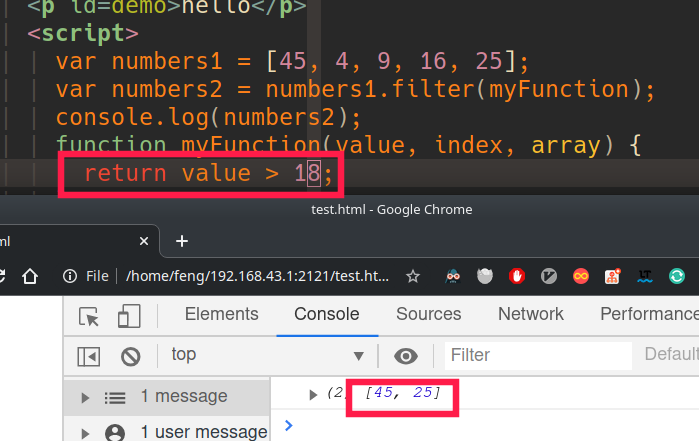 <p id=demo>hello</p>
<script>
var numbers1 = [45, 4, 9, 16, 25];
var numbers2 = numbers1.filter(myFunction);
console.log(numbers2);
function myFunction(value, index, array) {
return value > 18;
test.html - Google Chrome
ml × +
File | /home/feng/192.168.43.1:2121/test.ht...
Elements Console Sources Network Performance
top Filter Default
1 message (2) [45, 25]
1 user message